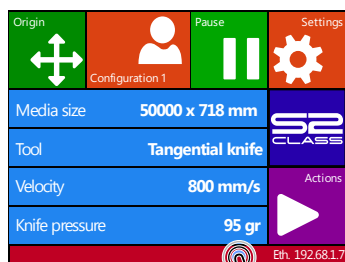 Origin
Configuration 1
Pause
Settings
Media size 50000 x 718 mm
Tool Tangential knife
Velocity 800 mm/s
Knife pressure 95 gr
S2
CLASS
Actions
Eth. 192.68.1.7